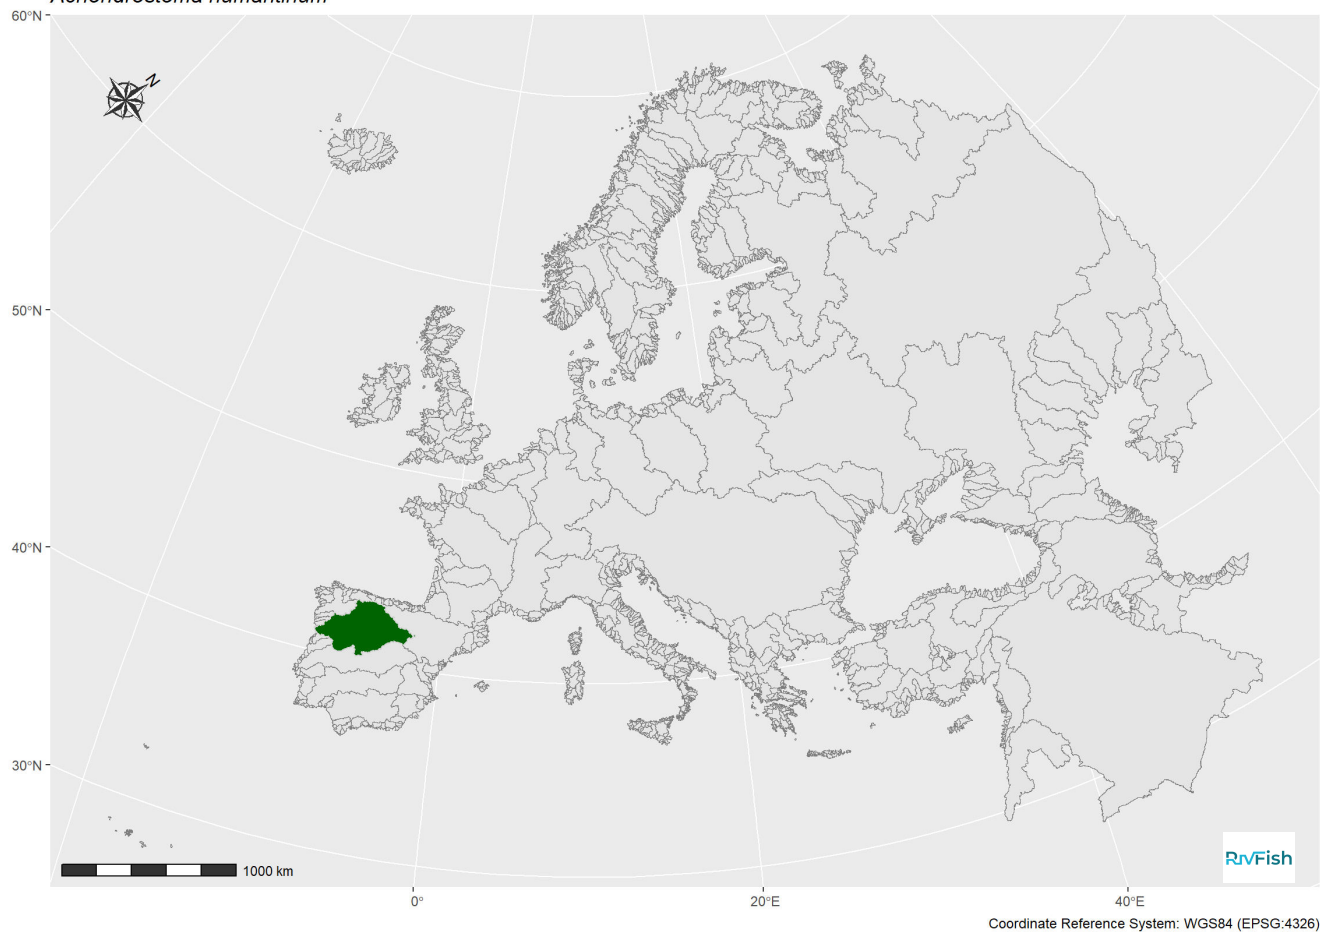 Achondrostoma numantinum
60°N
N
50°N
40°N
30°N
1000 km
RivFish
0°
20°E
40°E
Coordinate Reference System: WGS84 (EPSG:4326)